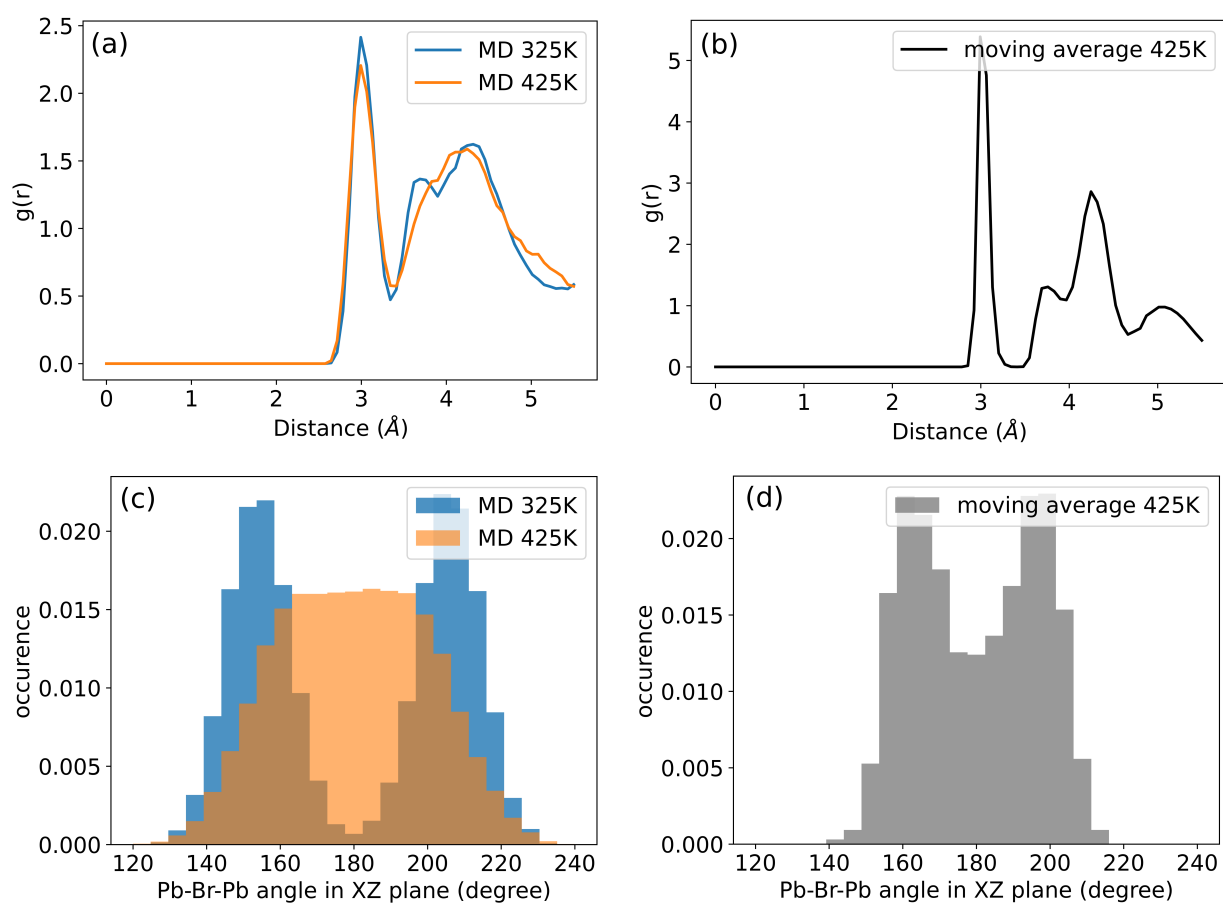 (a)
MD 325K
MD 425K
2.5
2.0
1.5
1.0
0.5
0.0
g(r)
0 1 2 3 4 5
Distance (Å)
(b)
moving average 425K
5
4
3
2
1
0
g(r)
0 1 2 3 4 5
Distance (Å)
(c)
MD 325K
MD 425K
0.020
0.015
0.010
0.005
0.000
occurence
120 140 160 180 200 220 240
Pb-Br-Pb angle in XZ plane (degree)
(d)
moving average 425K
0.020
0.015
0.010
0.005
0.000
occurence
120 140 160 180 200 220 240
Pb-Br-Pb angle in XZ plane (degree)